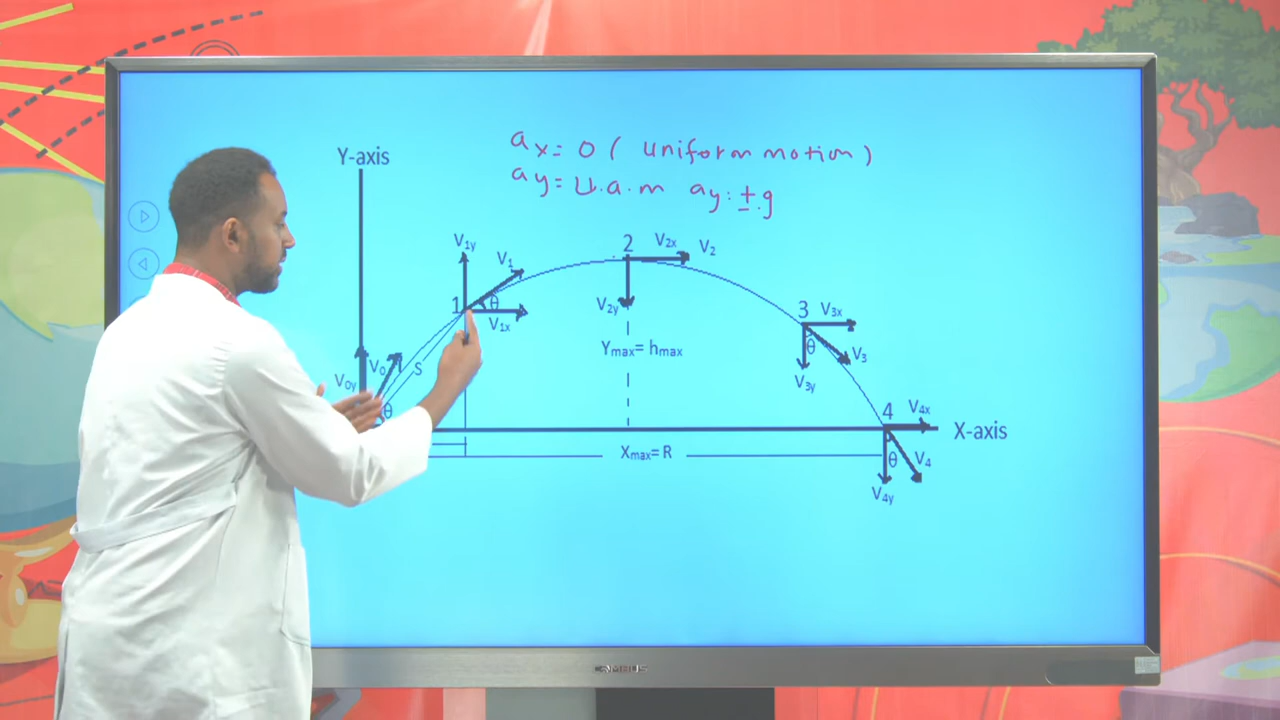 aₓ = 0 ( uniform motion )
ay = U.a.m ay: ±g
Y-axis
V₁y
V₁
2
V₂ₓ
V₂
1
θ
V₁ₓ
V₂y
3
V₃ₓ
Ymax= hmax
θ
V₃
V₀y
V₀
S
V₃y
θ
4
V₄ₓ
X-axis
Xmax= R
θ
V₄
V₄y